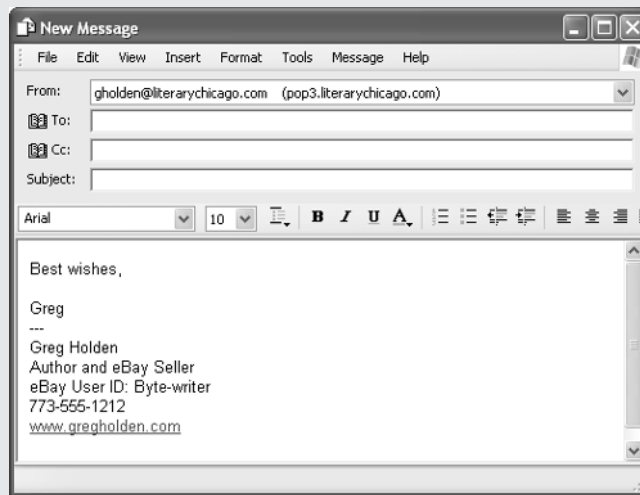 New Message
File Edit View Insert Format Tools Message Help
From: gholden@literarychicago.com (pop3.literarychicago.com)
To:
Cc:
Subject:
Arial 10 B I U A
Best wishes,
Greg
---
Greg Holden
Author and eBay Seller
eBay User ID: Byte-writer
773-555-1212
www.gregholden.com